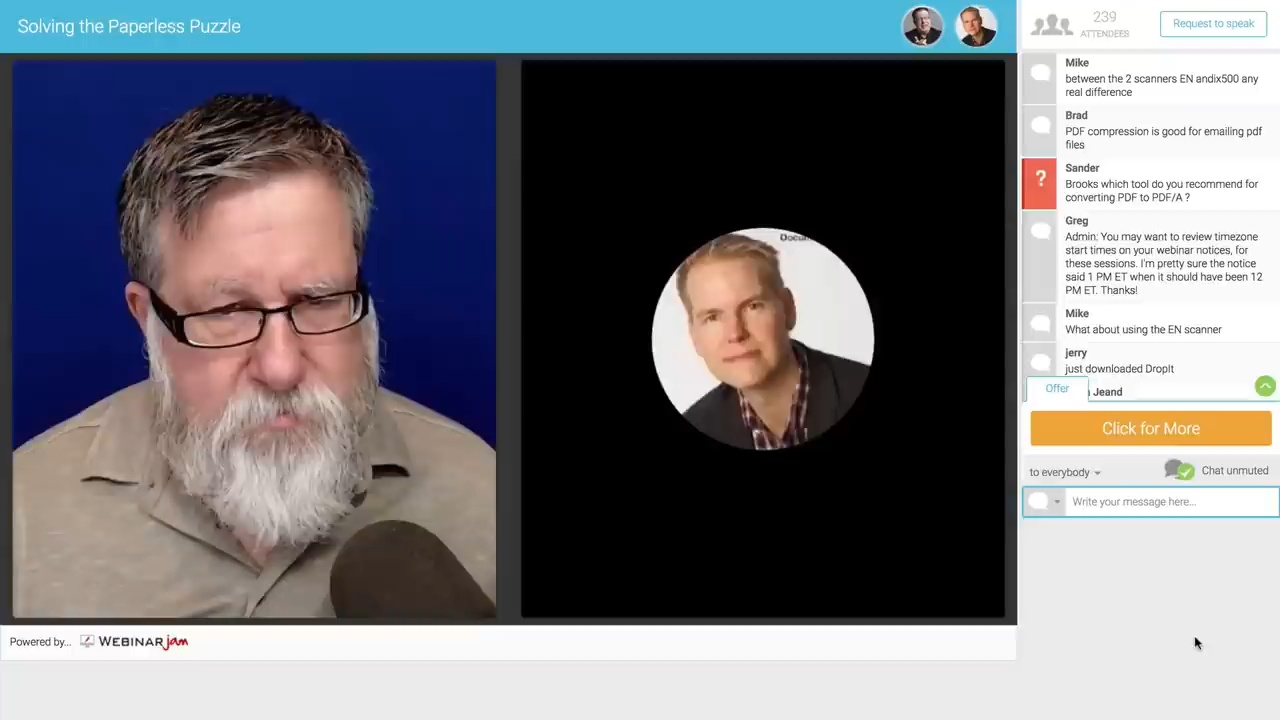 Solving the Paperless Puzzle
239
ATTENDEES
Request to speak
Mike
between the 2 scanners EN andix500 any
real difference
Brad
PDF compression is good for emailing pdf
files
?
Sander
Brooks which tool do you recommend for
converting PDF to PDF/A ?
Greg
Admin: You may want to review timezone
start times on your webinar notices, for
these sessions. I'm pretty sure the notice
said 1 PM ET when it should have been 12
PM ET. Thanks!
Mike
What about using the EN scanner
jerry
just downloaded DropIt
Jeand
Offer
Click for More
to everybody
Chat unmuted
Write your message here...
Powered by...
WEBINARjam